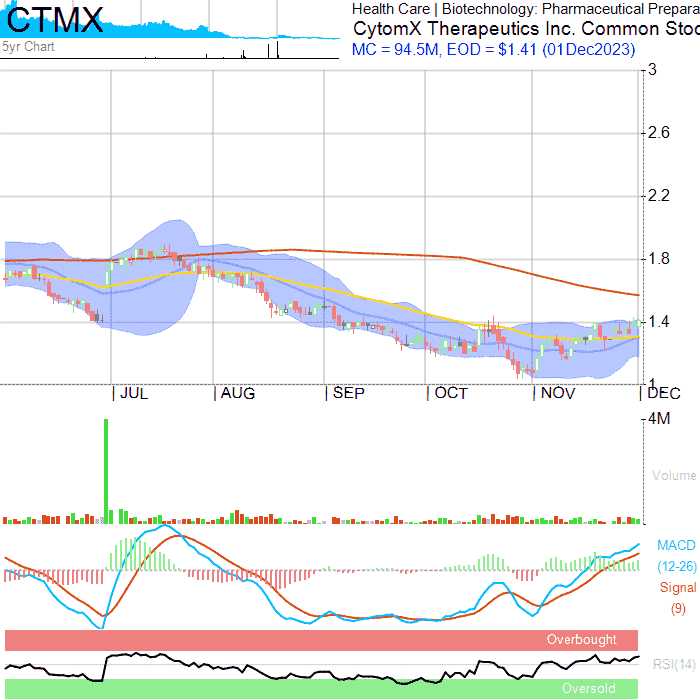 CTMX
5yr Chart
Health Care | Biotechnology: Pharmaceutical Prepara
CytomX Therapeutics Inc. Common Stoc
MC = 94.5M, EOD = $1.41 (01Dec2023)
3
2.6
2.2
1.8
1.4
1
JUL AUG SEP OCT NOV DEC
4M
Volume
MACD
(12-26)
Signal
(9)
Overbought
RSI(14)
Oversold